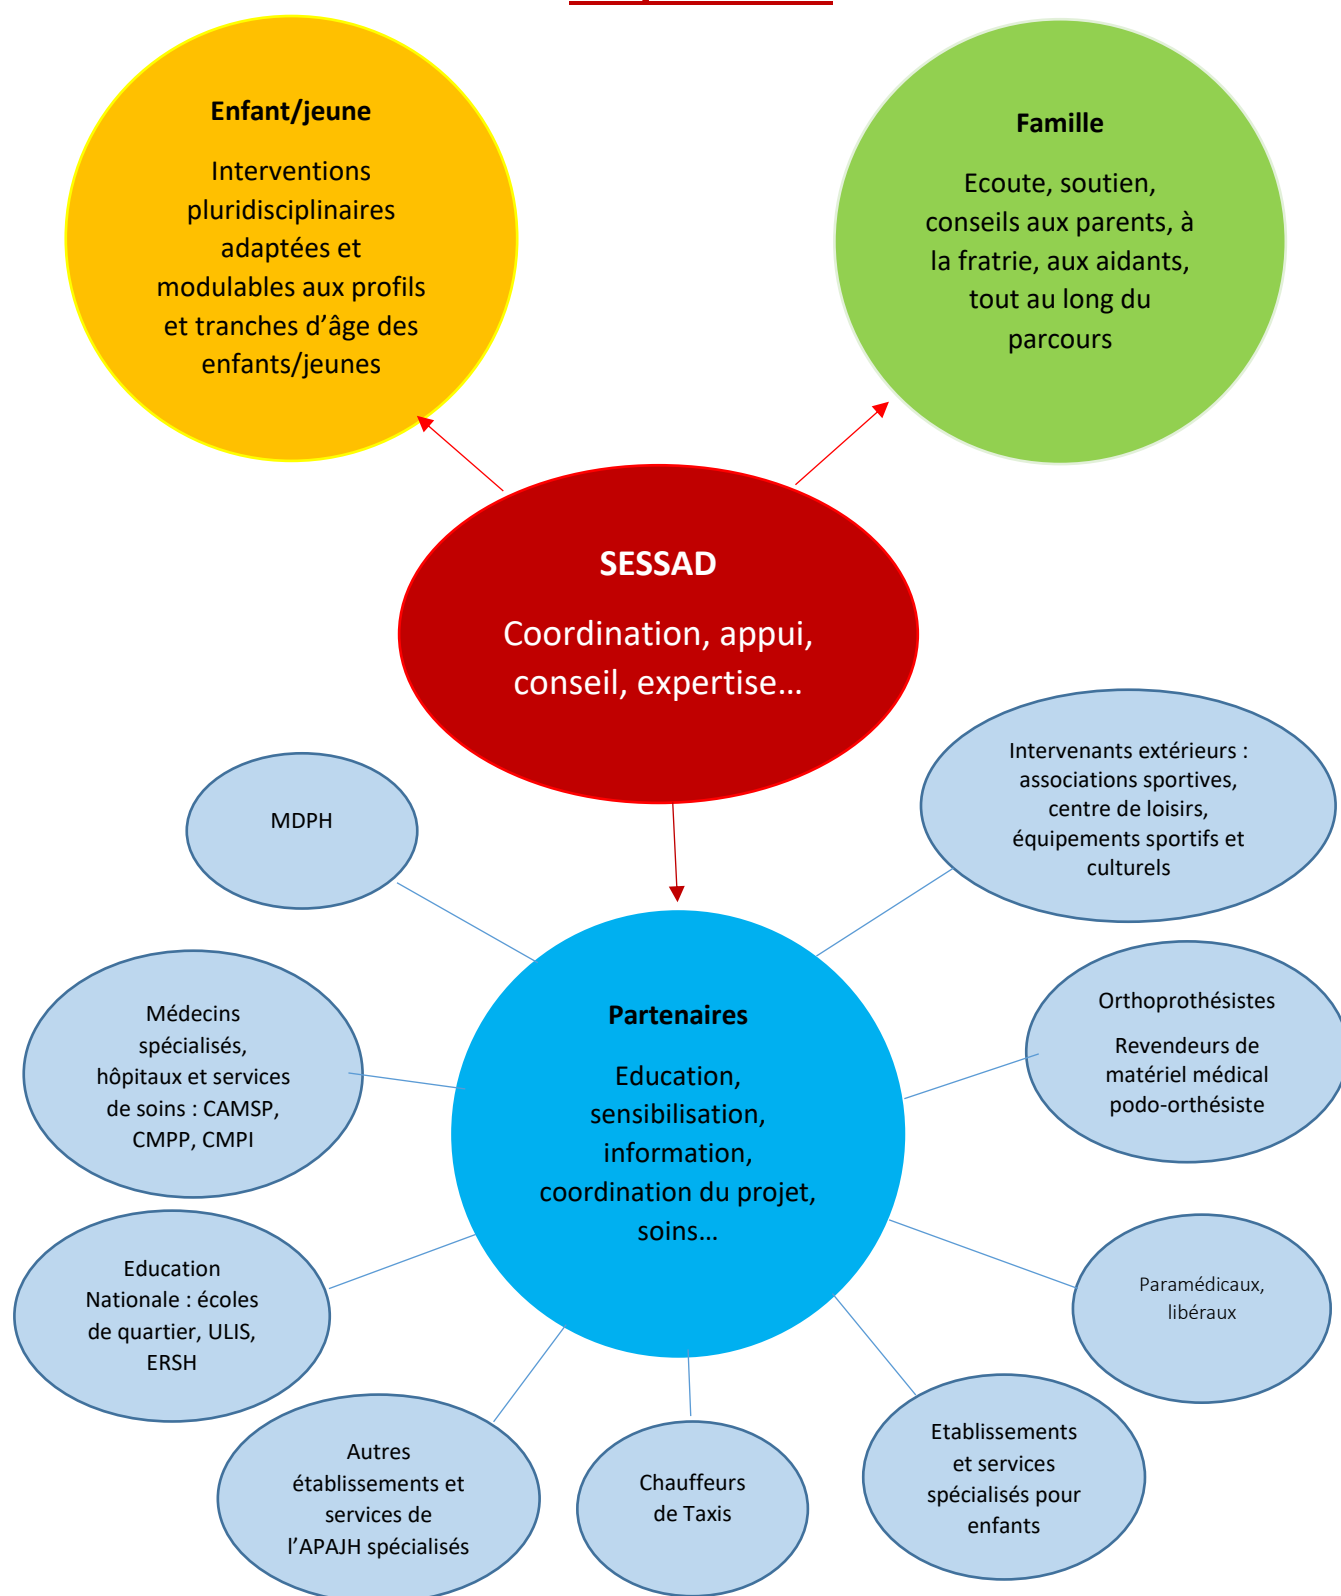 Enfant/jeune
Interventions
pluridisciplinaires
adaptées et
modulables aux profils
et tranches d’âge des
enfants/jeunes
Famille
Ecoute, soutien,
conseils aux parents, à
la fratrie, aux aidants,
tout au long du
parcours
SESSAD
Coordination, appui,
conseil, expertise…
MDPH
Intervenants extérieurs :
associations sportives,
centre de loisirs,
équipements sportifs et
culturels
Médecins
spécialisés,
hôpitaux et services
de soins : CAMSP,
CMPP, CMPI
Partenaires
Education,
sensibilisation,
information,
coordination du projet,
soins…
Orthoprothésistes
Revendeurs de
matériel médical
podo-orthésiste
Education
Nationale : écoles
de quartier, ULIS,
ERSH
Paramédicaux,
libéraux
Autres
établissements et
services de
l’APAJH spécialisés
Chauffeurs
de Taxis
Etablissements
et services
spécialisés pour
enfants